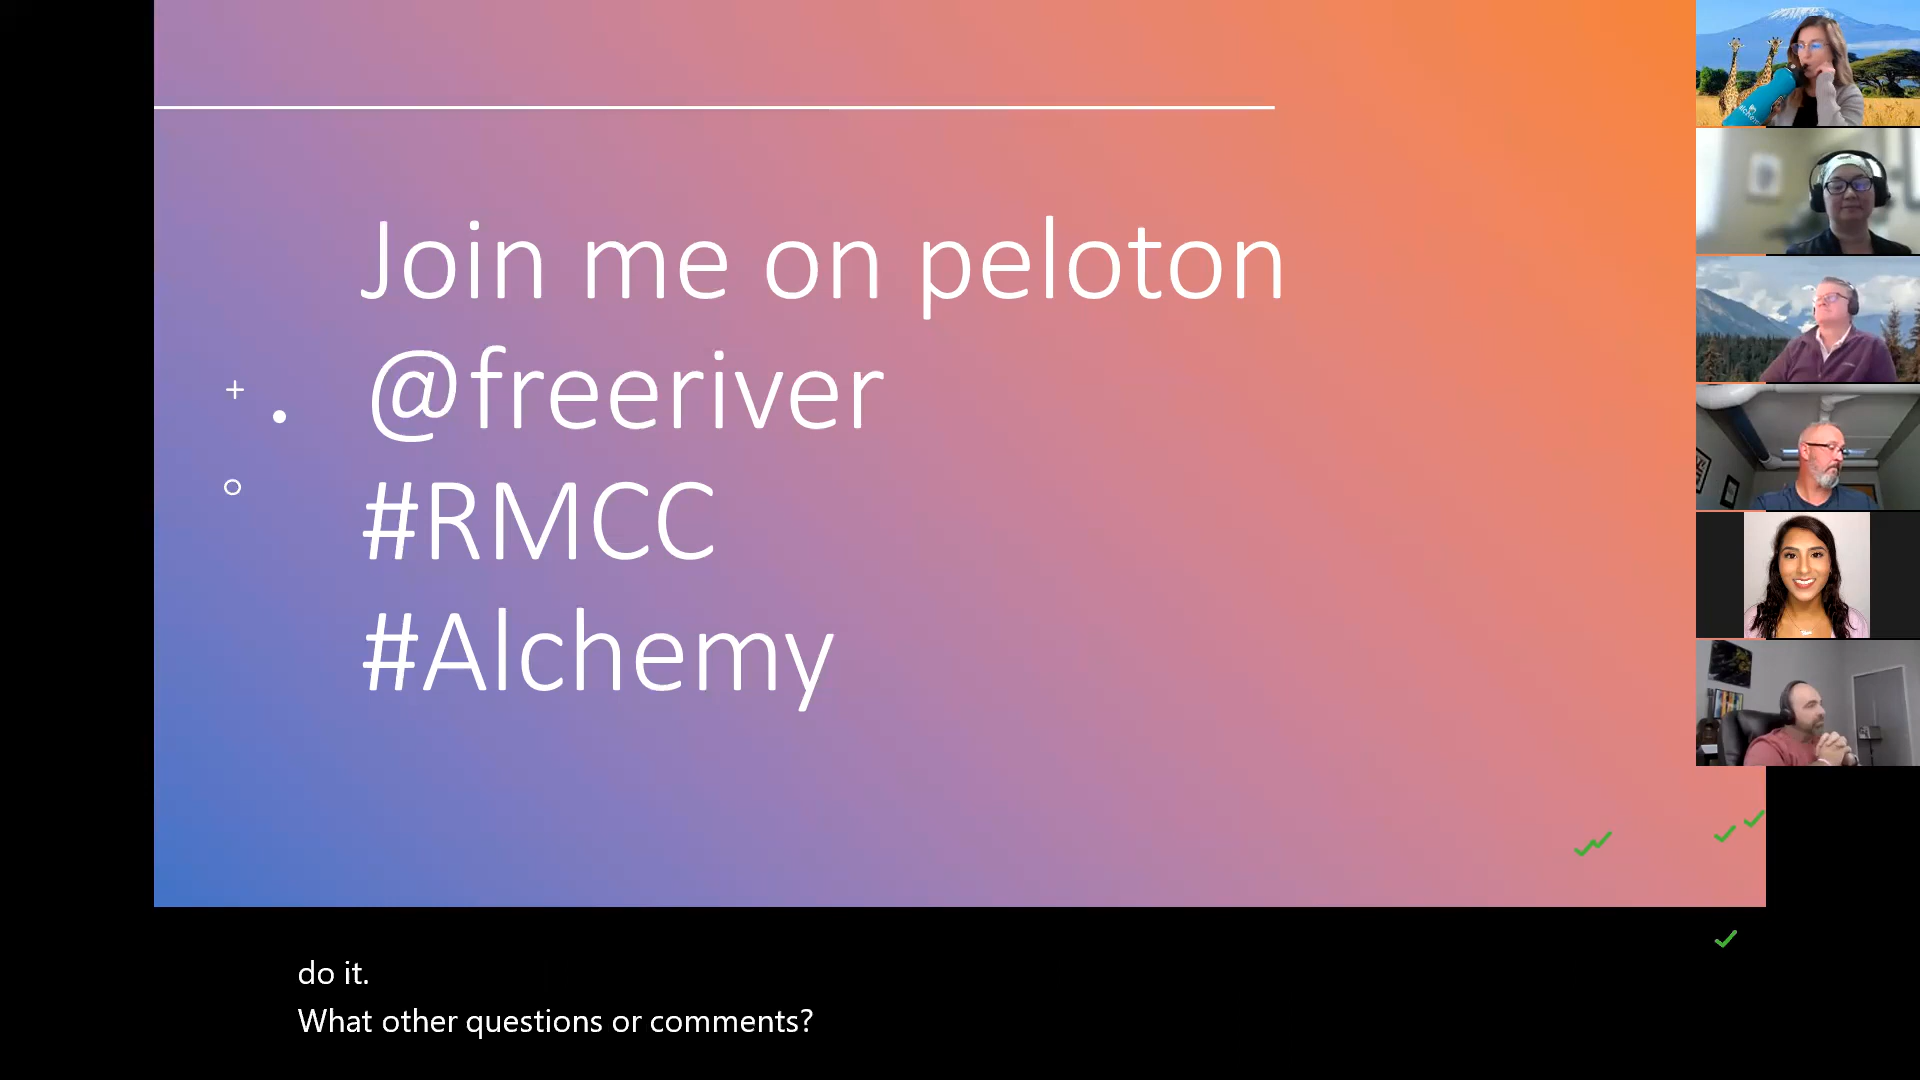 Join me on peloton
@freeriver
#RMCC
#Alchemy
do it.
What other questions or comments?